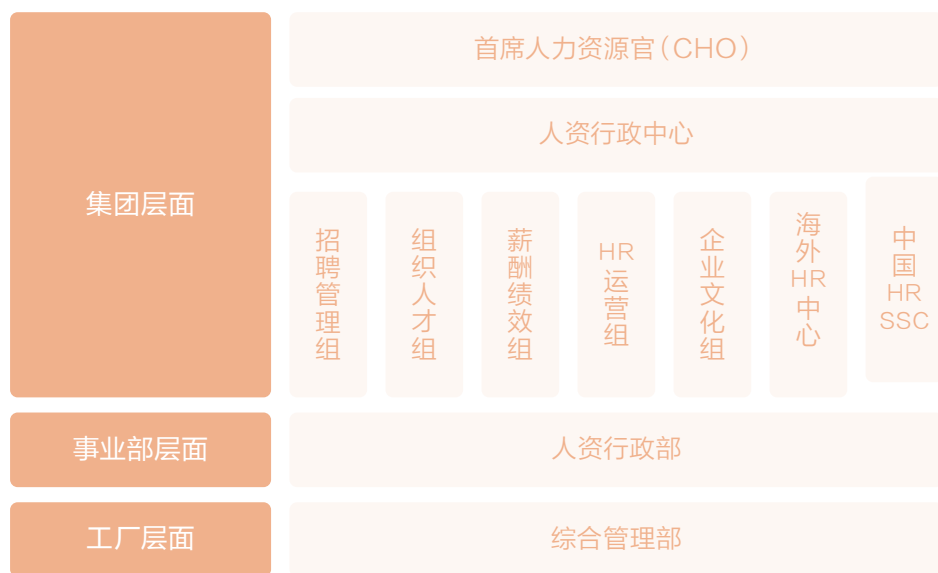 集团层面
首席人力资源官(CHO)
人资行政中心
招聘管理组
组织人才组
薪酬绩效组
HR运营组
企业文化组
海外HR中心
中国HR SSC
事业部层面
人资行政部
工厂层面
综合管理部